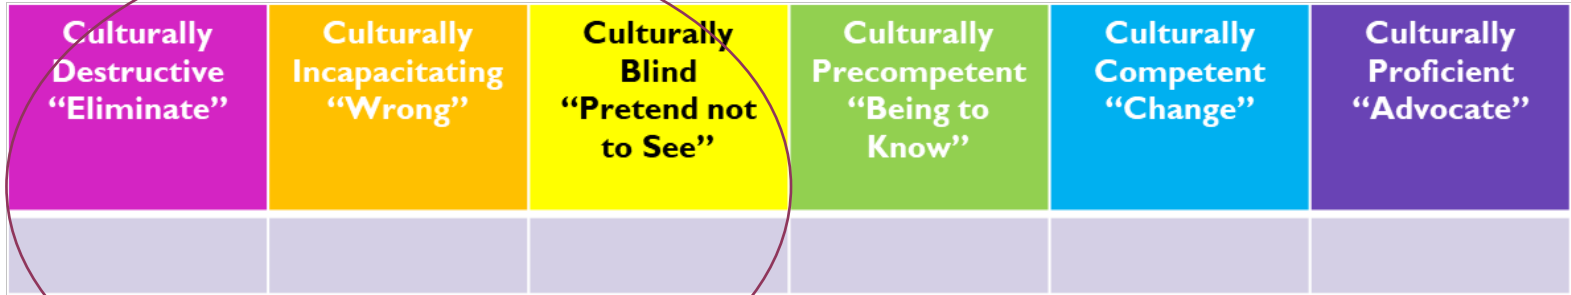 Culturally
Destructive
“Eliminate”
Culturally
Incapacitating
“Wrong”
Culturally
Blind
“Pretend not
to See”
Culturally
Precompetent
“Being to
Know”
Culturally
Competent
“Change”
Culturally
Proficient
“Advocate”